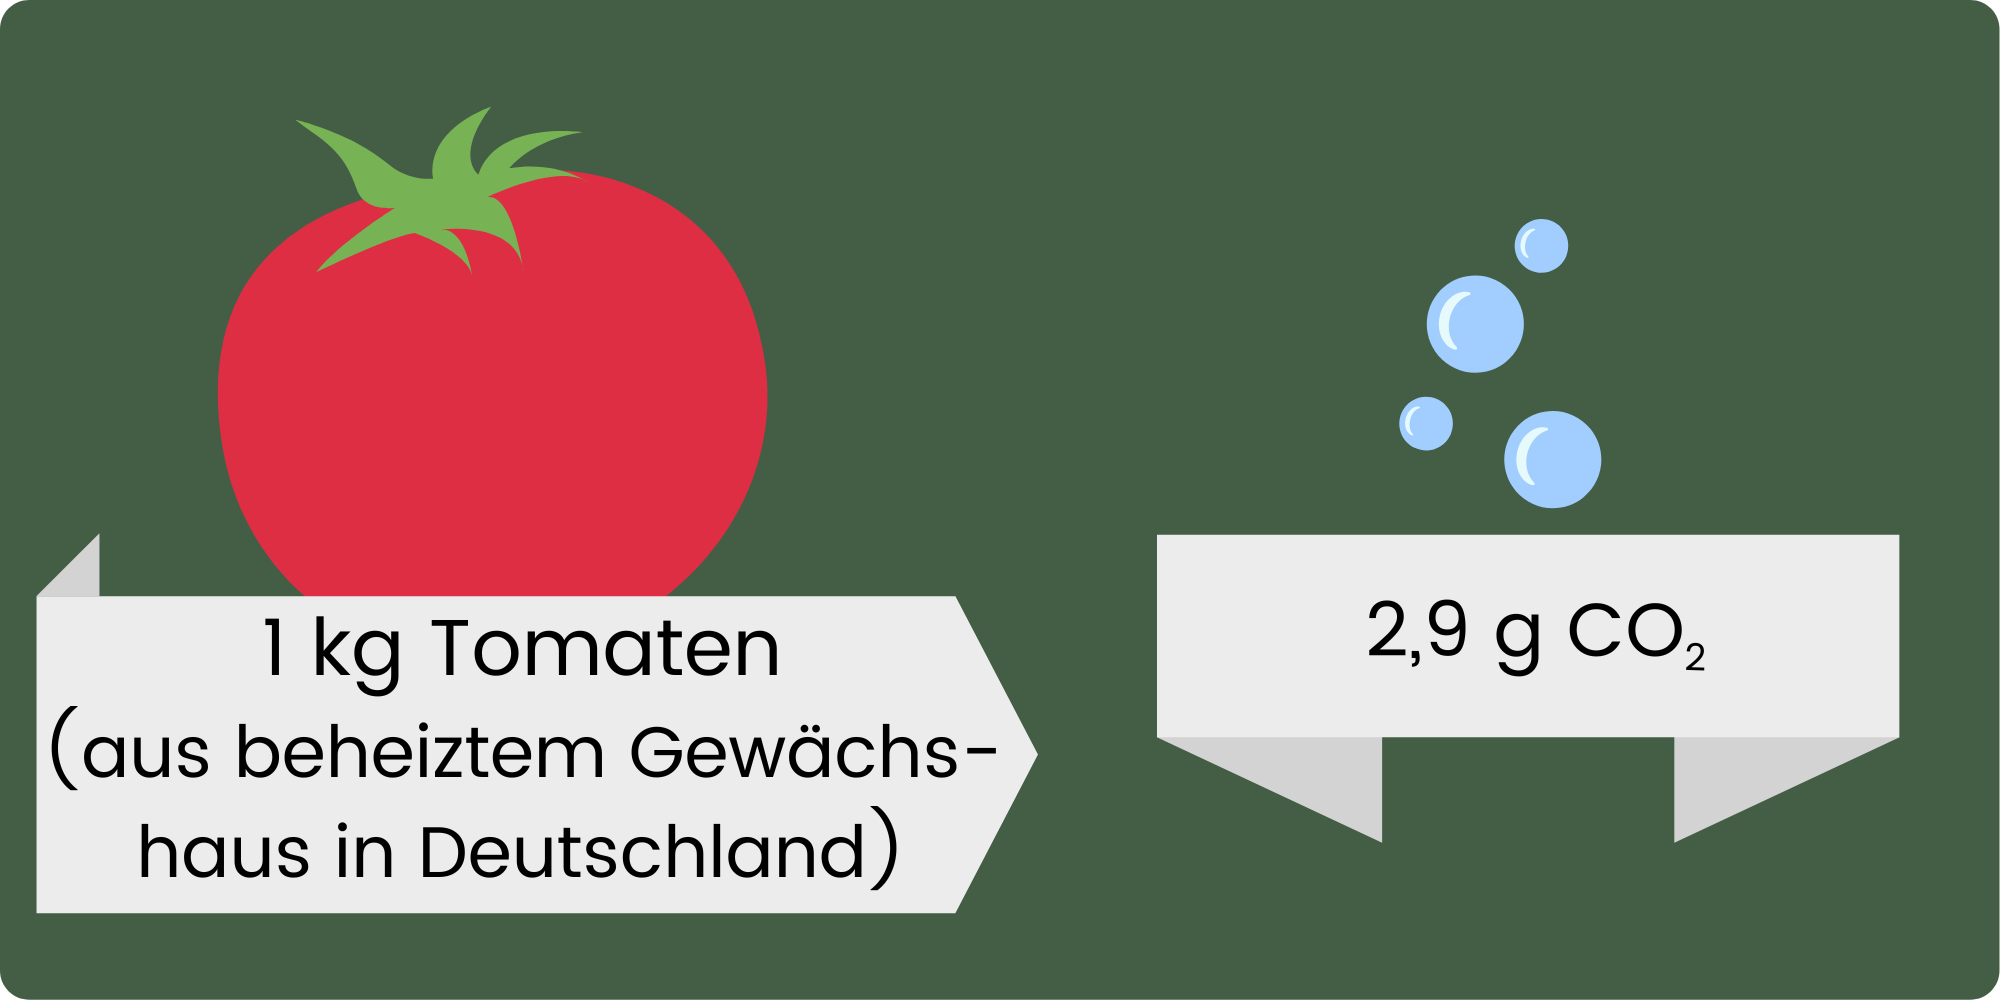 1 kg Tomaten
(aus beheiztem Gewächs-
haus in Deutschland)
2,9 g CO₂